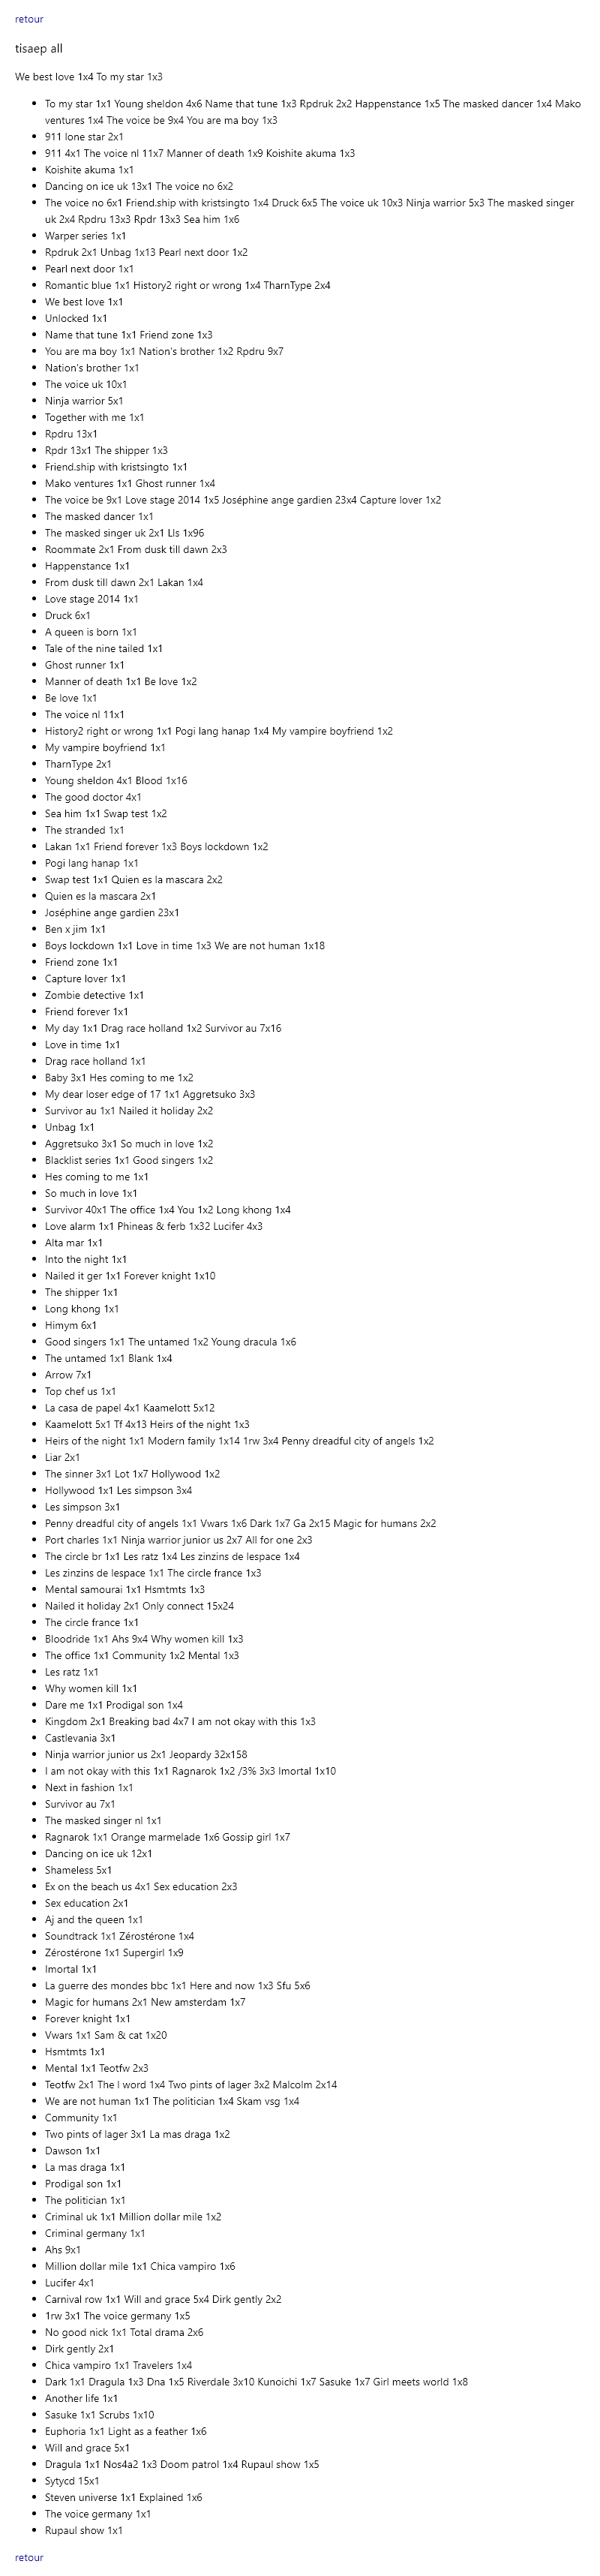 retour
tisaep all
We best love 1x4 To my star 1x3
To my star 1x1 Young sheldon 4x6 Name that tune 1x3 Rpdruk 2x2 Happenstance 1x5 The masked dancer 1x4 Mako
ventures 1x4 The voice be 9x4 You are ma boy 1x3
911 lone star 2x1
911 4x1 The voice nl 11x7 Manner of death 1x9 Koishite akuma 1x3
Koishite akuma 1x1
Dancing on ice uk 13x1 The voice no 6x2
The voice no 6x1 Friend.ship with kristsingto 1x4 Druck 6x5 The voice uk 10x3 Ninja warrior 5x3 The masked singer
uk 2x4 Rpdru 13x3 Rpdr 13x3 Sea him 1x6
Warper series 1x1
Rpdruk 2x1 Unbag 1x13 Pearl next door 1x2
Pearl next door 1x1
Romantic blue 1x1 History2 right or wrong 1x4 TharnType 2x4
We best love 1x1
Unlocked 1x1
Name that tune 1x1 Friend zone 1x3
You are ma boy 1x1 Nation's brother 1x2 Rpdru 9x7
Nation's brother 1x1
The voice uk 10x1
Ninja warrior 5x1
Together with me 1x1
Rpdru 13x1
Rpdr 13x1 The shipper 1x3
Friend.ship with kristsingto 1x1
Mako ventures 1x1 Ghost runner 1x4
The voice be 9x1 Love stage 2014 1x5 Joséphine ange gardien 23x4 Capture lover 1x2
The masked dancer 1x1
The masked singer uk 2x1 Lls 1x96
Roommate 2x1 From dusk till dawn 2x3
Happenstance 1x1
From dusk till dawn 2x1 Lakan 1x4
Love stage 2014 1x1
Druck 6x1
A queen is born 1x1
Tale of the nine tailed 1x1
Ghost runner 1x1
Manner of death 1x1 Be love 1x2
Be love 1x1
The voice nl 11x1
History2 right or wrong 1x1 Pogi lang hanap 1x4 My vampire boyfriend 1x2
My vampire boyfriend 1x1
TharnType 2x1
Young sheldon 4x1 Blood 1x16
The good doctor 4x1
Sea him 1x1 Swap test 1x2
The stranded 1x1
Lakan 1x1 Friend forever 1x3 Boys lockdown 1x2
Pogi lang hanap 1x1
Swap test 1x1 Quien es la mascara 2x2
Quien es la mascara 2x1
Joséphine ange gardien 23x1
Ben x jim 1x1
Boys lockdown 1x1 Love in time 1x3 We are not human 1x18
Friend zone 1x1
Capture lover 1x1
Zombie detective 1x1
Friend forever 1x1
My day 1x1 Drag race holland 1x2 Survivor au 7x16
Love in time 1x1
Drag race holland 1x1
Baby 3x1 Hes coming to me 1x2
My dear loser edge of 17 1x1 Aggretsuko 3x3
Survivor au 1x1 Nailed it holiday 2x2
Unbag 1x1
Aggretsuko 3x1 So much in love 1x2
Blacklist series 1x1 Good singers 1x2
Hes coming to me 1x1
So much in love 1x1
Survivor 40x1 The office 1x4 You 1x2 Long khong 1x4
Love alarm 1x1 Phineas & ferb 1x32 Lucifer 4x3
Alta mar 1x1
Into the night 1x1
Nailed it ger 1x1 Forever knight 1x10
The shipper 1x1
Long khong 1x1
Himym 6x1
Good singers 1x1 The untamed 1x2 Young dracula 1x6
The untamed 1x1 Blank 1x4
Arrow 7x1
Top chef us 1x1
La casa de papel 4x1 Kaamelott 5x12
Kaamelott 5x1 Tf 4x13 Heirs of the night 1x3
Heirs of the night 1x1 Modern family 1x14 1rw 3x4 Penny dreadful city of angels 1x2
Liar 2x1
The sinner 3x1 Lot 1x7 Hollywood 1x2
Hollywood 1x1 Les simpson 3x4
Les simpson 3x1
Penny dreadful city of angels 1x1 Vwars 1x6 Dark 1x7 Ga 2x15 Magic for humans 2x2
Port charles 1x1 Ninja warrior junior us 2x7 All for one 2x3
The circle br 1x1 Les ratz 1x4 Les zinzins de lespace 1x4
Les zinzins de lespace 1x1 The circle france 1x3
Mental samourai 1x1 Hsmtmts 1x3
Nailed it holiday 2x1 Only connect 15x24
The circle france 1x1
Bloodride 1x1 Ahs 9x4 Why women kill 1x3
The office 1x1 Community 1x2 Mental 1x3
Les ratz 1x1
Why women kill 1x1
Dare me 1x1 Prodigal son 1x4
Kingdom 2x1 Breaking bad 4x7 I am not okay with this 1x3
Castlevania 3x1
Ninja warrior junior us 2x1 Jeopardy 32x158
I am not okay with this 1x1 Ragnarok 1x2 /3% 3x3 Imortal 1x10
Next in fashion 1x1
Survivor au 7x1
The masked singer nl 1x1
Ragnarok 1x1 Orange marmelade 1x6 Gossip girl 1x7
Dancing on ice uk 12x1
Shameless 5x1
Ex on the beach us 4x1 Sex education 2x3
Sex education 2x1
Aj and the queen 1x1
Soundtrack 1x1 Zérostérone 1x4
Zérostérone 1x1 Supergirl 1x9
Imortal 1x1
La guerre des mondes bbc 1x1 Here and now 1x3 Sfu 5x6
Magic for humans 2x1 New amsterdam 1x7
Forever knight 1x1
Vwars 1x1 Sam & cat 1x20
Hsmtmts 1x1
Mental 1x1 Teotfw 2x3
Teotfw 2x1 The l word 1x4 Two pints of lager 3x2 Malcolm 2x14
We are not human 1x1 The politician 1x4 Skam vsg 1x4
Community 1x1
Two pints of lager 3x1 La mas draga 1x2
Dawson 1x1
La mas draga 1x1
Prodigal son 1x1
The politician 1x1
Criminal uk 1x1 Million dollar mile 1x2
Criminal germany 1x1
Ahs 9x1
Million dollar mile 1x1 Chica vampiro 1x6
Lucifer 4x1
Carnival row 1x1 Will and grace 5x4 Dirk gently 2x2
1rw 3x1 The voice germany 1x5
No good nick 1x1 Total drama 2x6
Dirk gently 2x1
Chica vampiro 1x1 Travelers 1x4
Dark 1x1 Dragula 1x3 Dna 1x5 Riverdale 3x10 Kunoichi 1x7 Sasuke 1x7 Girl meets world 1x8
Another life 1x1
Sasuke 1x1 Scrubs 1x10
Euphoria 1x1 Light as a feather 1x6
Will and grace 5x1
Dragula 1x1 Nos4a2 1x3 Doom patrol 1x4 Rupaul show 1x5
Sytycd 15x1
Steven universe 1x1 Explained 1x6
The voice germany 1x1
Rupaul show 1x1
retour